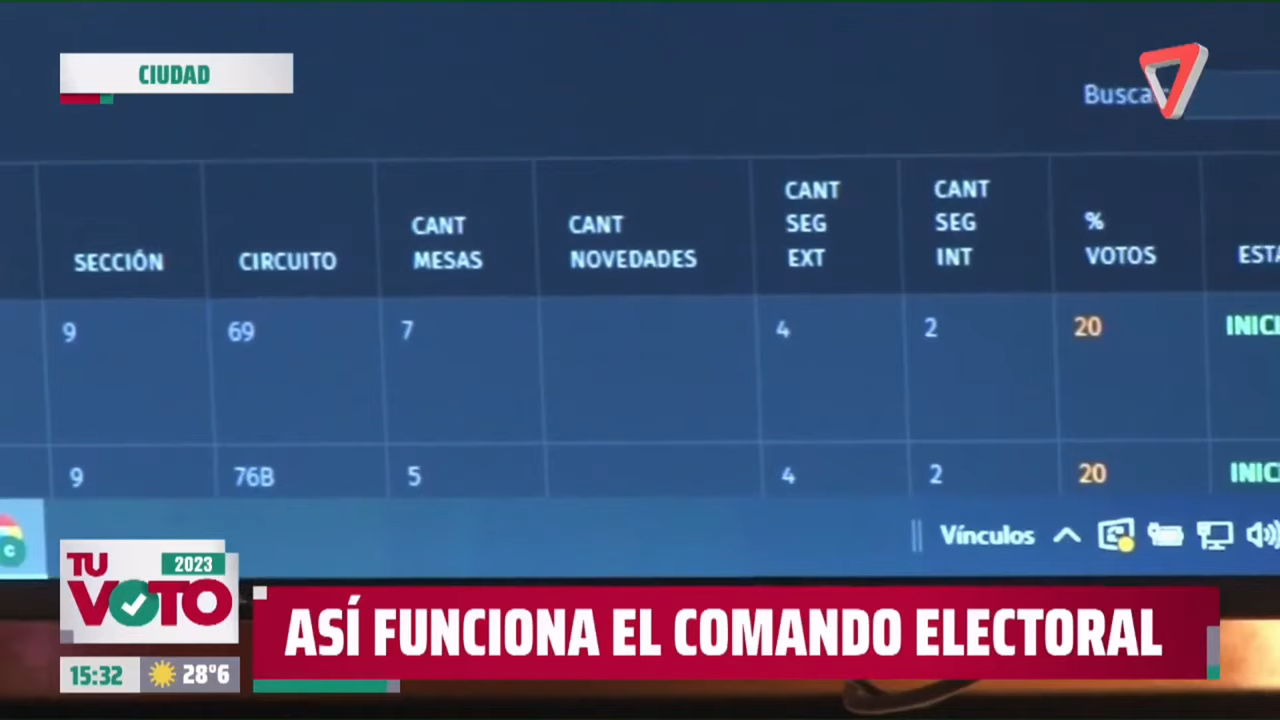 CIUDAD
Busca
SECCIÓN
CIRCUITO
CANT
MESAS
CANT
NOVEDADES
CANT
SEG
EXT
CANT
SEG
INT
%
VOTOS
9
69
7
4
2
20
9
76B
5
4
2
20
Vínculos
C
TU
2023
VOTO
ASÍ FUNCIONA EL COMANDO ELECTORAL
15:32
28°6